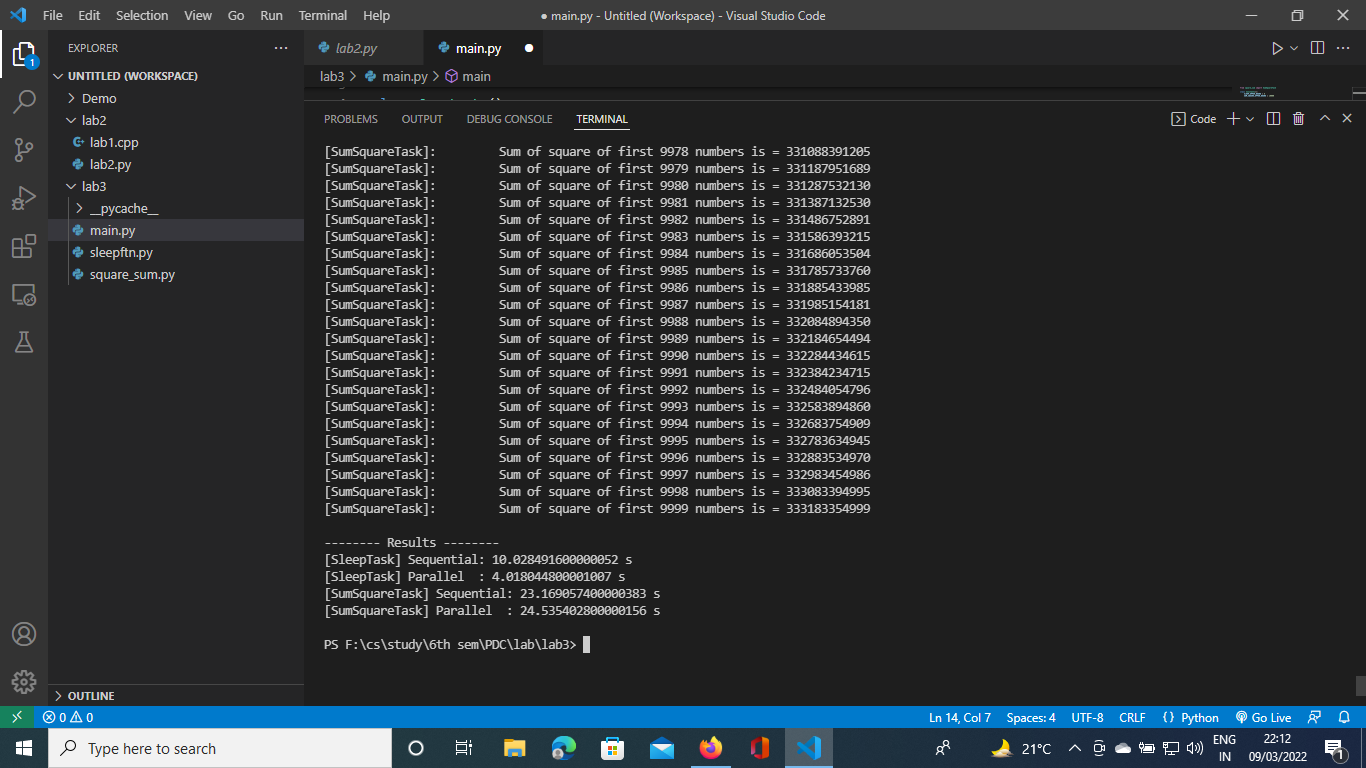 File Edit Selection View Go Run Terminal Help
● main.py - Untitled (Workspace) - Visual Studio Code
EXPLORER
1
UNTITLED (WORKSPACE)
Demo
lab2
lab1.cpp
lab2.py
lab3
__pycache__
main.py
sleepftn.py
square_sum.py
OUTLINE
lab2.py
main.py
lab3 > main.py > main
PROBLEMS OUTPUT DEBUG CONSOLE TERMINAL
Code
[SumSquareTask]: Sum of square of first 9978 numbers is = 331088391205
[SumSquareTask]: Sum of square of first 9979 numbers is = 331187951689
[SumSquareTask]: Sum of square of first 9980 numbers is = 331287532130
[SumSquareTask]: Sum of square of first 9981 numbers is = 331387132530
[SumSquareTask]: Sum of square of first 9982 numbers is = 331486752891
[SumSquareTask]: Sum of square of first 9983 numbers is = 331586393215
[SumSquareTask]: Sum of square of first 9984 numbers is = 331686053504
[SumSquareTask]: Sum of square of first 9985 numbers is = 331785733760
[SumSquareTask]: Sum of square of first 9986 numbers is = 331885433985
[SumSquareTask]: Sum of square of first 9987 numbers is = 331985154181
[SumSquareTask]: Sum of square of first 9988 numbers is = 332084894350
[SumSquareTask]: Sum of square of first 9989 numbers is = 332184654494
[SumSquareTask]: Sum of square of first 9990 numbers is = 332284434615
[SumSquareTask]: Sum of square of first 9991 numbers is = 332384234715
[SumSquareTask]: Sum of square of first 9992 numbers is = 332484054796
[SumSquareTask]: Sum of square of first 9993 numbers is = 332583894860
[SumSquareTask]: Sum of square of first 9994 numbers is = 332683754909
[SumSquareTask]: Sum of square of first 9995 numbers is = 332783634945
[SumSquareTask]: Sum of square of first 9996 numbers is = 332883534970
[SumSquareTask]: Sum of square of first 9997 numbers is = 332983454986
[SumSquareTask]: Sum of square of first 9998 numbers is = 333083394995
[SumSquareTask]: Sum of square of first 9999 numbers is = 333183354999
-------- Results --------
[SleepTask] Sequential: 10.028491600000052 s
[SleepTask] Parallel : 4.018044800001007 s
[SumSquareTask] Sequential: 23.169057400000383 s
[SumSquareTask] Parallel : 24.535402800000156 s
PS F:\cs\study\6th sem\PDC\lab\lab3>
0 0
Ln 14, Col 7 Spaces: 4 UTF-8 CRLF {} Python Go Live
Type here to search
21°C
ENG
IN
22:12
09/03/2022
1